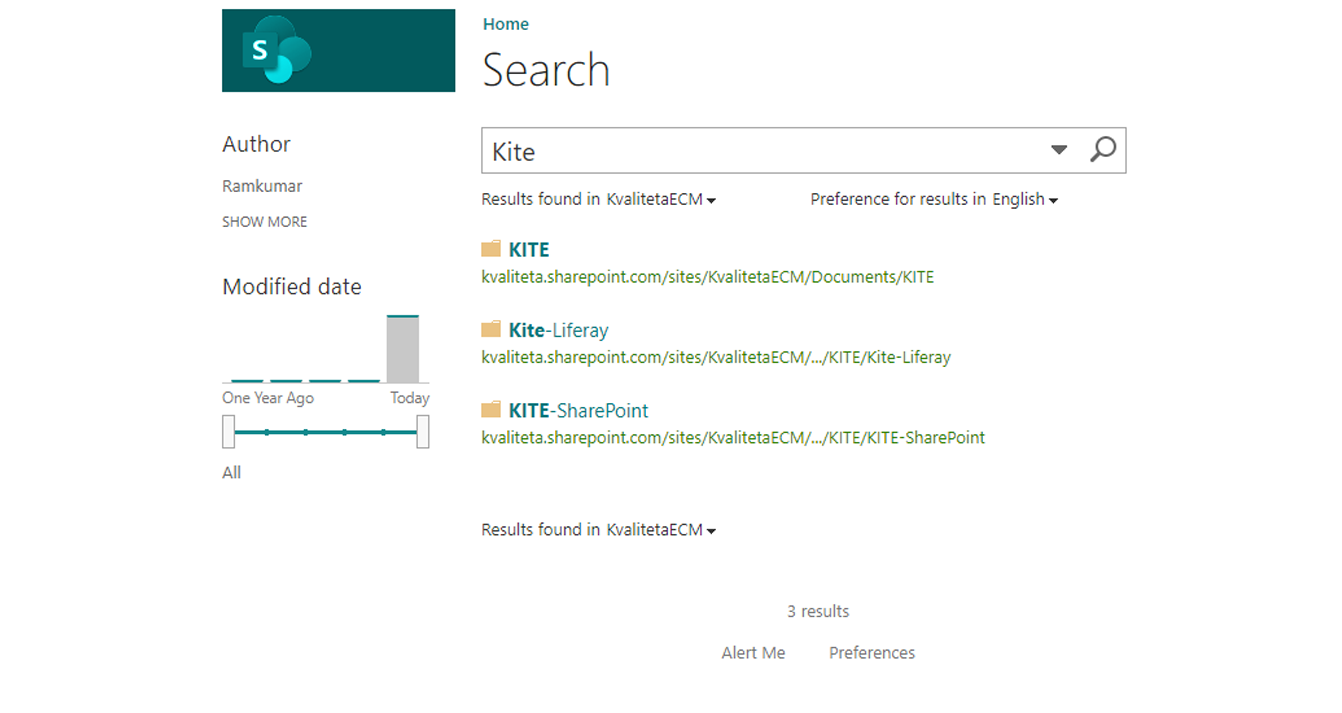 S
Home
Search
Author
Ramkumar
SHOW MORE
Modified date
One Year Ago Today
All
Kite
Results found in KvalitetaECM Preference for results in English
KITE
kvaliteta.sharepoint.com/sites/KvalitetaECM/Documents/KITE
Kite-Liferay
kvaliteta.sharepoint.com/sites/KvalitetaECM/.../KITE/Kite-Liferay
KITE-SharePoint
kvaliteta.sharepoint.com/sites/KvalitetaECM/.../KITE/KITE-SharePoint
Results found in KvalitetaECM
3 results
Alert Me Preferences